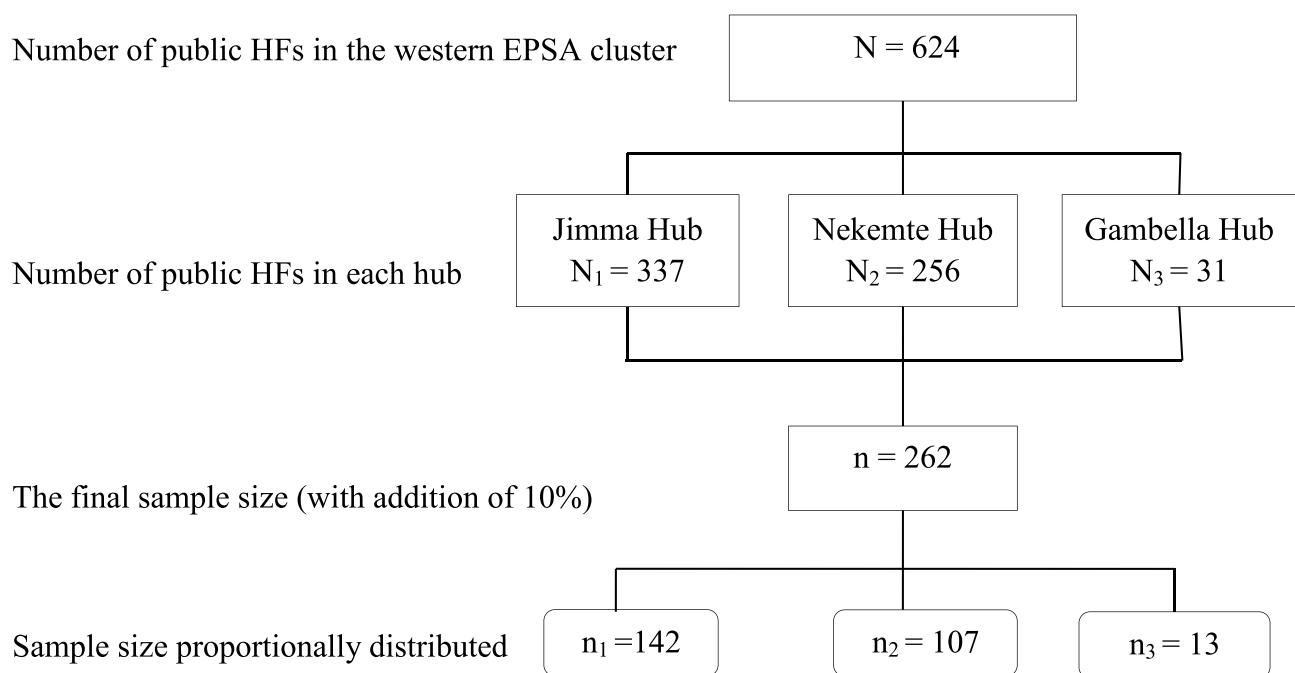 Number of public HFs in the western EPSA cluster
N = 624
Jimma Hub
N₁ = 337
Nekemte Hub
N₂ = 256
Gambella Hub
N₃ = 31
Number of public HFs in each hub
n = 262
The final sample size (with addition of 10%)
Sample size proportionally distributed
n₁ =142
n₂ = 107
n₃ = 13